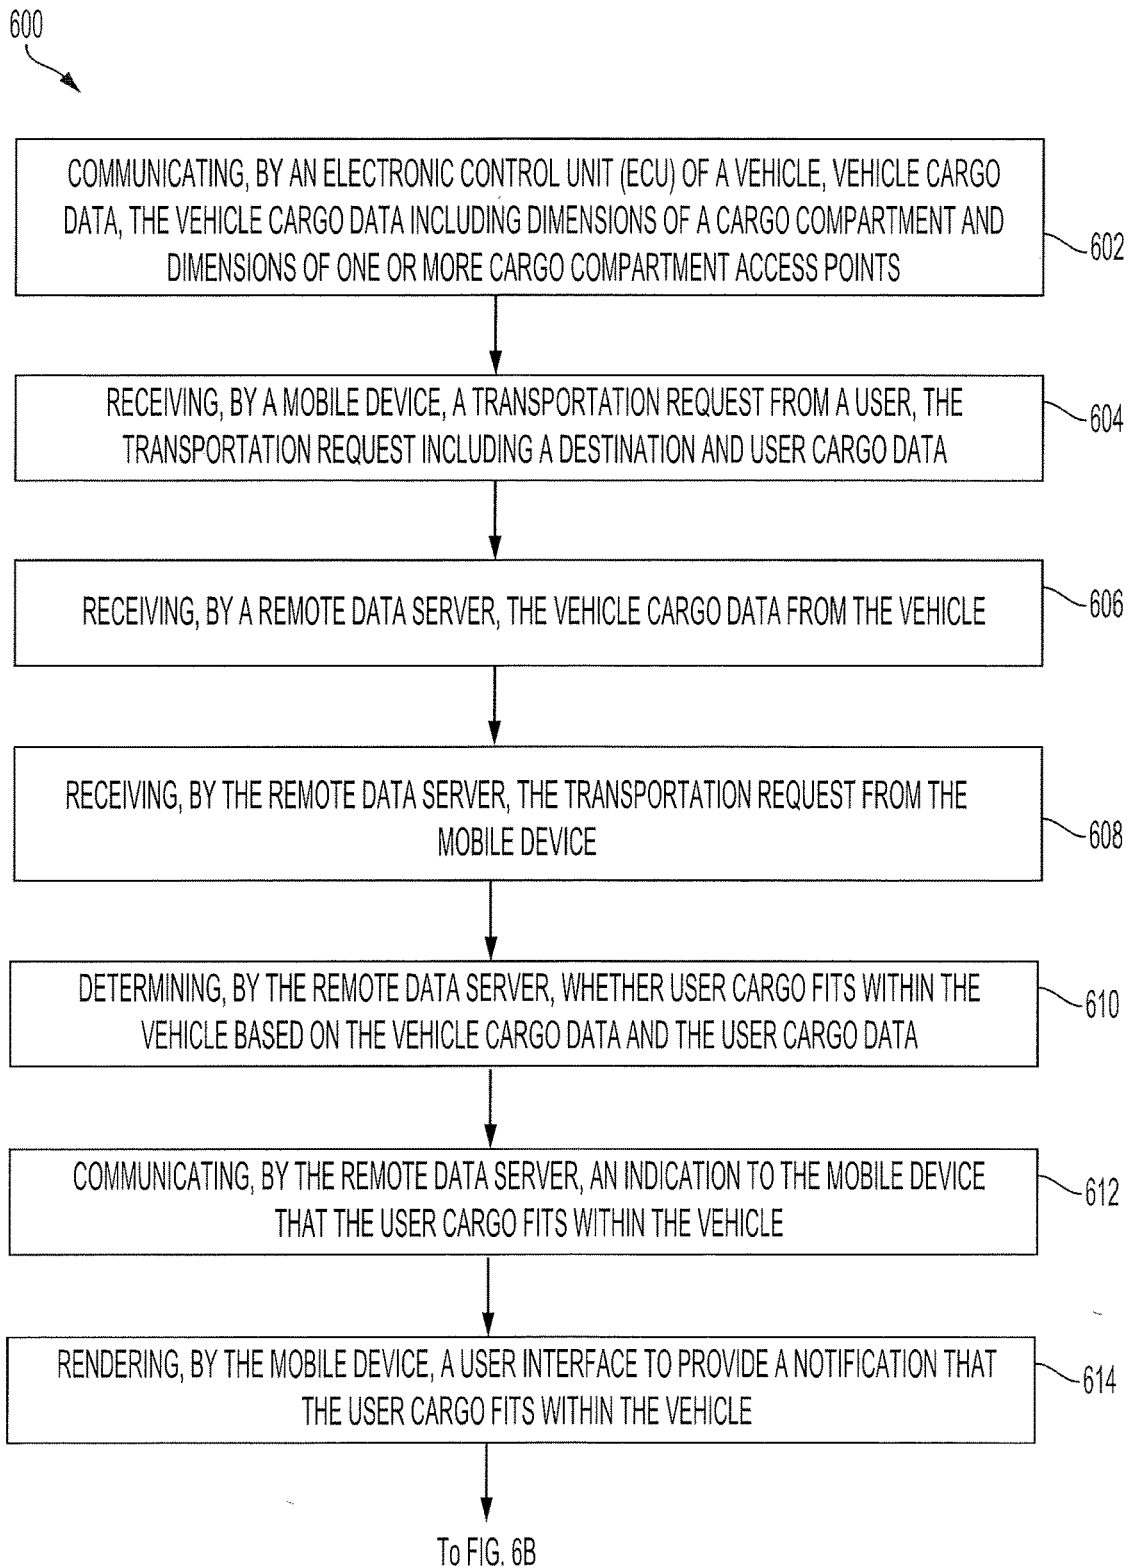 600
COMMUNICATING, BY AN ELECTRONIC CONTROL UNIT (ECU) OF A VEHICLE, VEHICLE CARGO
DATA, THE VEHICLE CARGO DATA INCLUDING DIMENSIONS OF A CARGO COMPARTMENT AND
DIMENSIONS OF ONE OR MORE CARGO COMPARTMENT ACCESS POINTS
602
RECEIVING, BY A MOBILE DEVICE, A TRANSPORTATION REQUEST FROM A USER, THE
TRANSPORTATION REQUEST INCLUDING A DESTINATION AND USER CARGO DATA
604
RECEIVING, BY A REMOTE DATA SERVER, THE VEHICLE CARGO DATA FROM THE VEHICLE
606
RECEIVING, BY THE REMOTE DATA SERVER, THE TRANSPORTATION REQUEST FROM THE
MOBILE DEVICE
608
DETERMINING, BY THE REMOTE DATA SERVER, WHETHER USER CARGO FITS WITHIN THE
VEHICLE BASED ON THE VEHICLE CARGO DATA AND THE USER CARGO DATA
610
COMMUNICATING, BY THE REMOTE DATA SERVER, AN INDICATION TO THE MOBILE DEVICE
THAT THE USER CARGO FITS WITHIN THE VEHICLE
612
RENDERING, BY THE MOBILE DEVICE, A USER INTERFACE TO PROVIDE A NOTIFICATION THAT
THE USER CARGO FITS WITHIN THE VEHICLE
614
To FIG. 6B